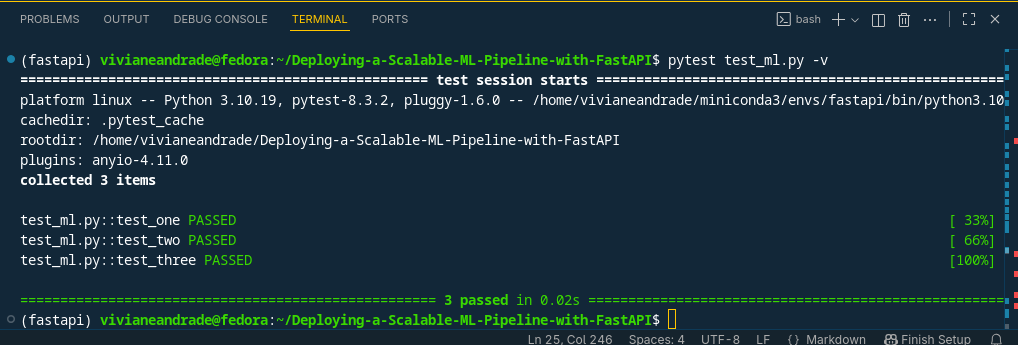 PROBLEMS OUTPUT DEBUG CONSOLE TERMINAL PORTS bash
(fastapi) vivianeandrade@fedora:~/Deploying-a-Scalable-ML-Pipeline-with-FastAPI$ pytest test_ml.py -v
=================================================== test session starts ===================================================
platform linux -- Python 3.10.19, pytest-8.3.2, pluggy-1.6.0 -- /home/vivianeandrade/miniconda3/envs/fastapi/bin/python3.10
cachedir: .pytest_cache
rootdir: /home/vivianeandrade/Deploying-a-Scalable-ML-Pipeline-with-FastAPI
plugins: anyio-4.11.0
collected 3 items
test_ml.py::test_one PASSED [ 33%]
test_ml.py::test_two PASSED [ 66%]
test_ml.py::test_three PASSED [100%]
==================================================== 3 passed in 0.02s ====================================================
(fastapi) vivianeandrade@fedora:~/Deploying-a-Scalable-ML-Pipeline-with-FastAPI$
Ln 25, Col 246 Spaces: 4 UTF-8 LF {} Markdown Finish Setup